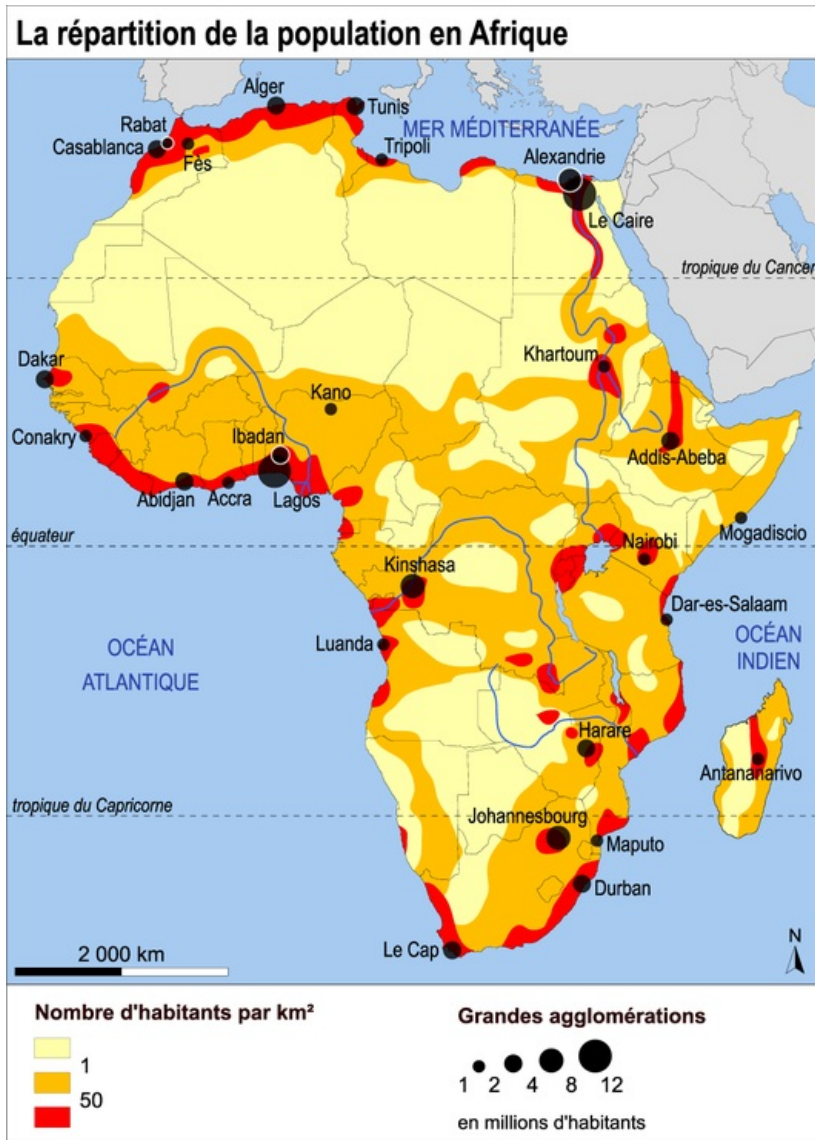 La répartition de la population en Afrique
Alger
Tunis
Rabat
MER MÉDITERRANÉE
Casablanca
Fès
Tripoli
Alexandrie
Le Caire
tropique du Cancer
Dakar
Khartoum
Kano
Conakry
Ibadan
Addis-Abeba
Abidjan
Accra
Lagos
Mogadiscio
équateur
Nairobi
Kinshasa
Dar-es-Salaam
OCÉAN
ATLANTIQUE
Luanda
OCÉAN
INDIEN
Harare
Antananarivo
tropique du Capricorne
Johannesbourg
Maputo
Durban
2 000 km
Le Cap
N
Nombre d'habitants par km²
1
50
Grandes agglomérations
1 2 4 8 12
en millions d'habitants